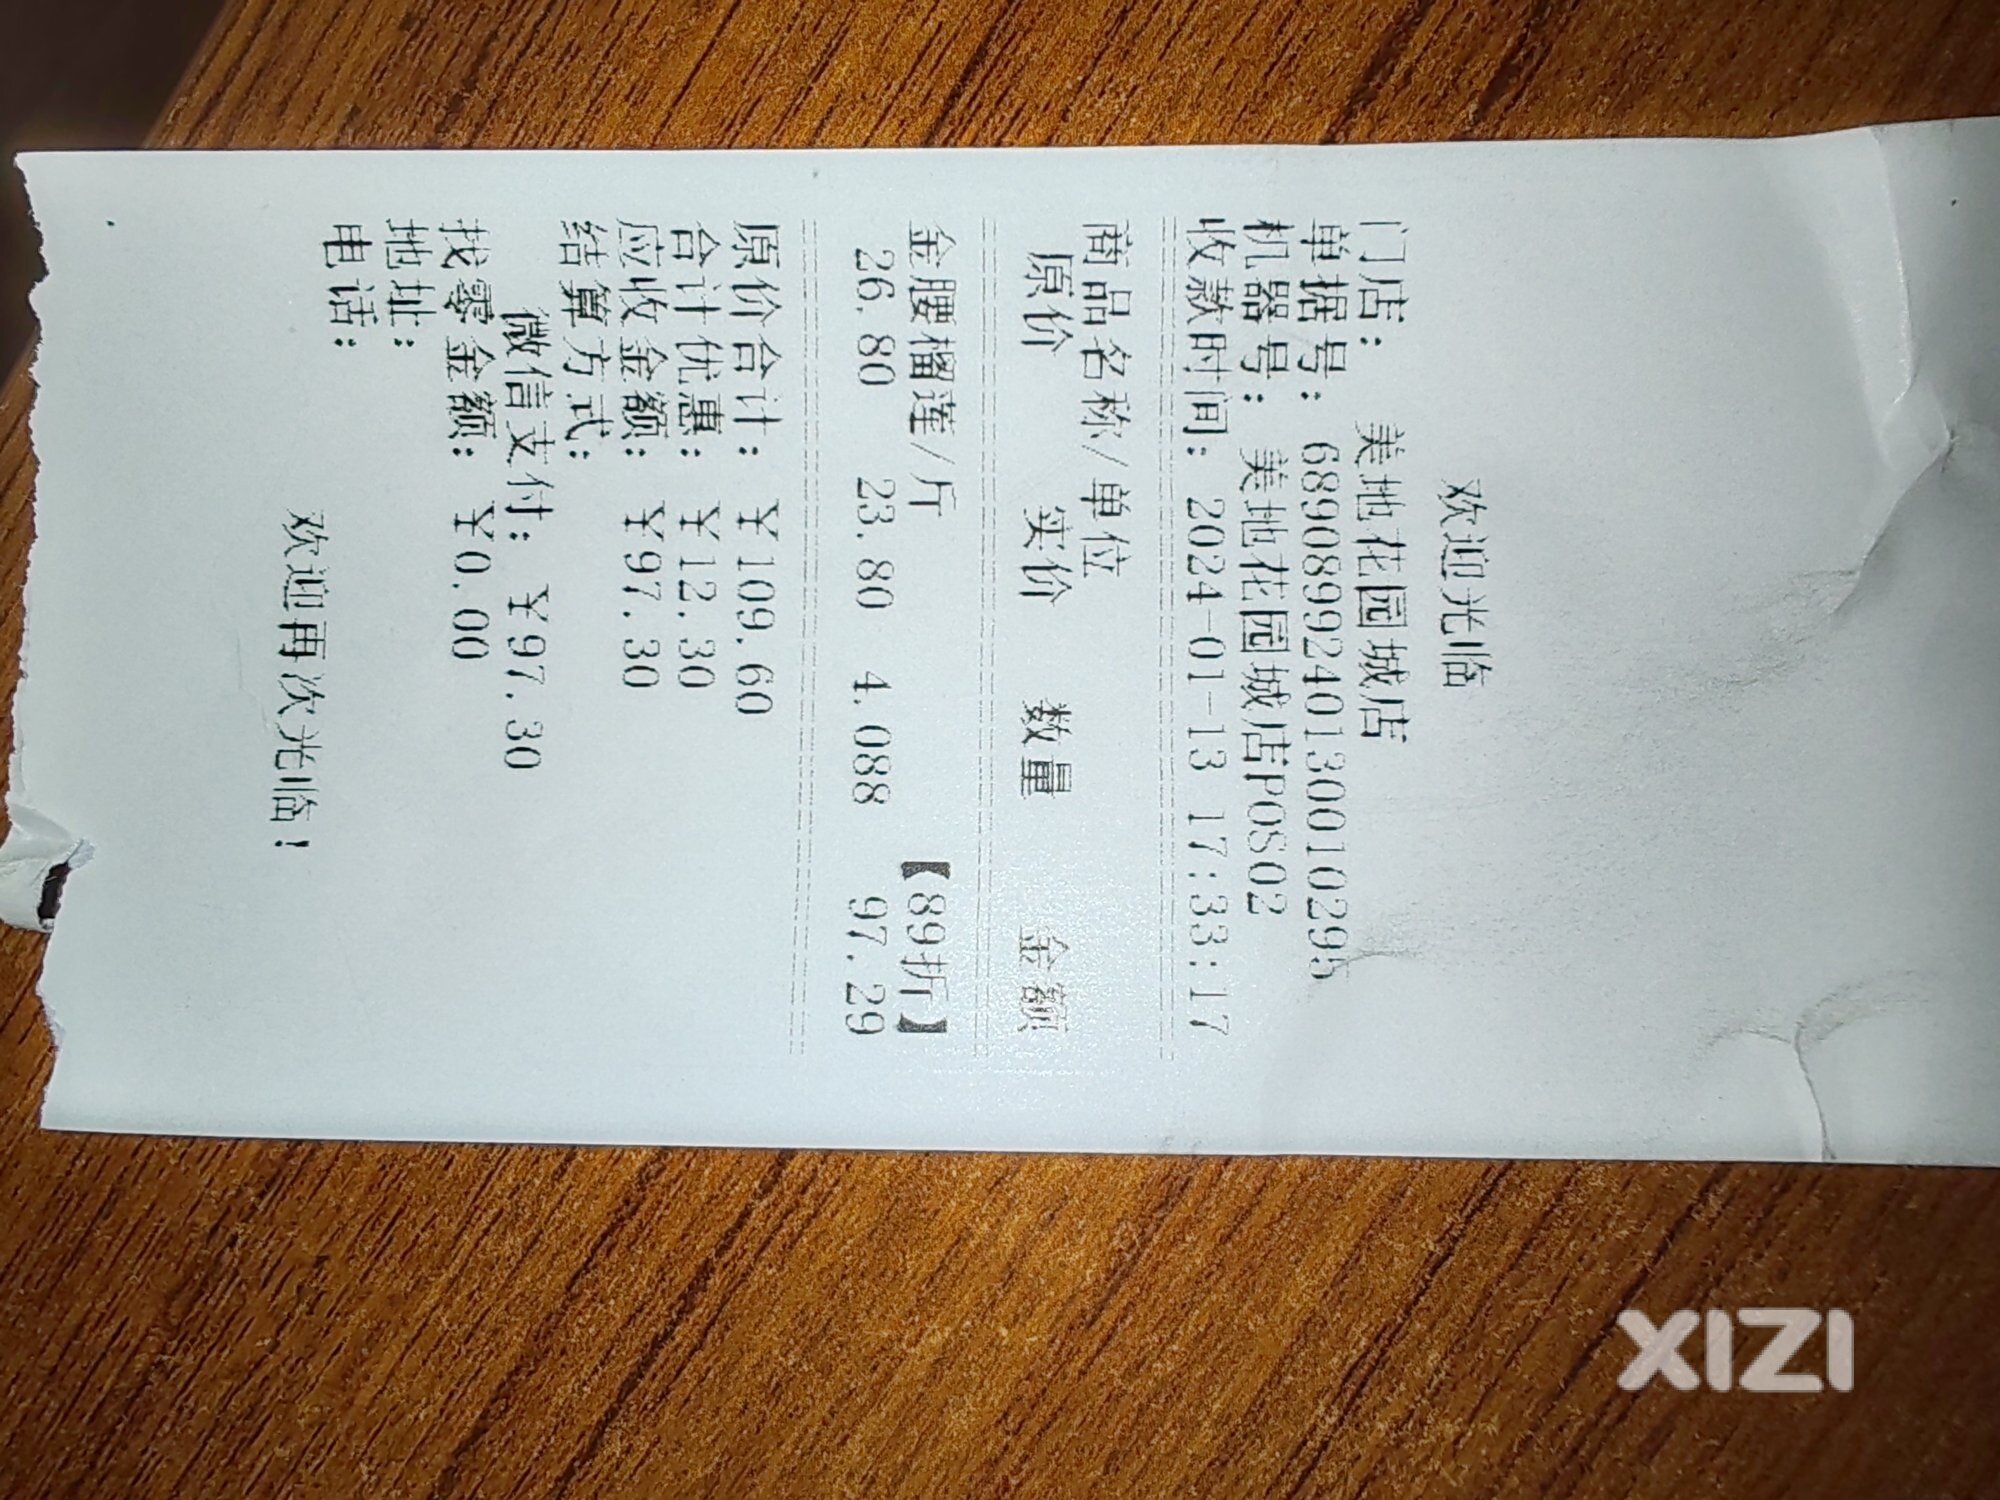 欢迎光临
门店： 美地花园城店
单据号： 6890899240130010295
机器号：美地花园城店POS02
收款时间：2024-01-13 17:33:17
商品名称/单位
原价 实价 数量 金额
金腰榴莲/斤 【89折】
26.80 23.80 4.088 97.29
原价合计： ￥109.60
合计优惠： ￥12.30
应收金额： ￥97.30
结算方式：
微信支付：￥97.30
找零金额： ￥0.00
地址：
电话：
欢迎再次光临！
XIZI